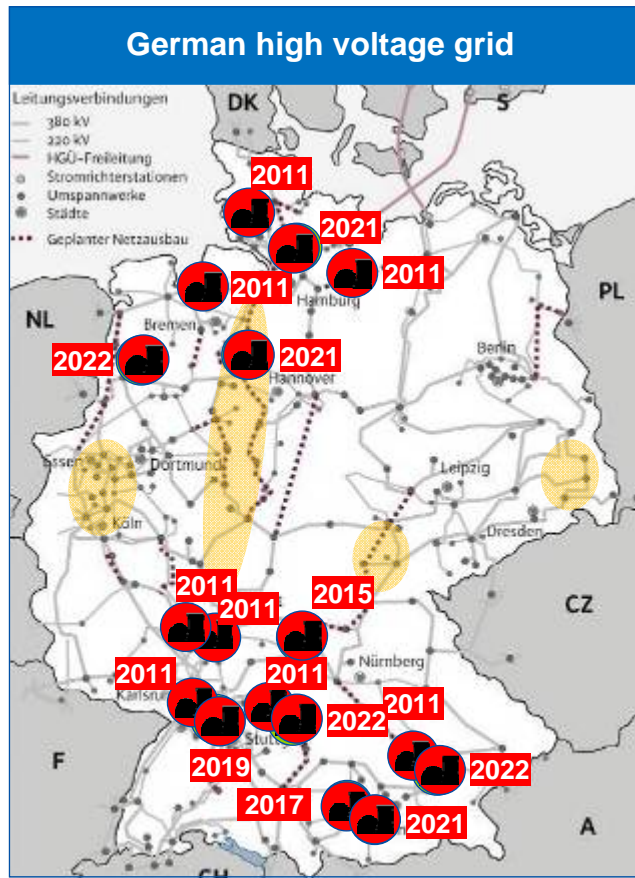 German high voltage grid
Leitungsverbindungen
380 kV
220 kV
HGÜ-Freileitung
Stromrichterstationen
Umspannwerke
Städte
Geplanter Netzausbau
DK
S
2011
2021
2011
2011
Hamburg
PL
NL
Bremen
2022
2021
Berlin
Hannover
Essen
Dortmund
Leipzig
Köln
Dresden
2011
2011
2015
CZ
2011
2011
Nürnberg
2011
2022
F
2019
2022
2017
2021
A
CH